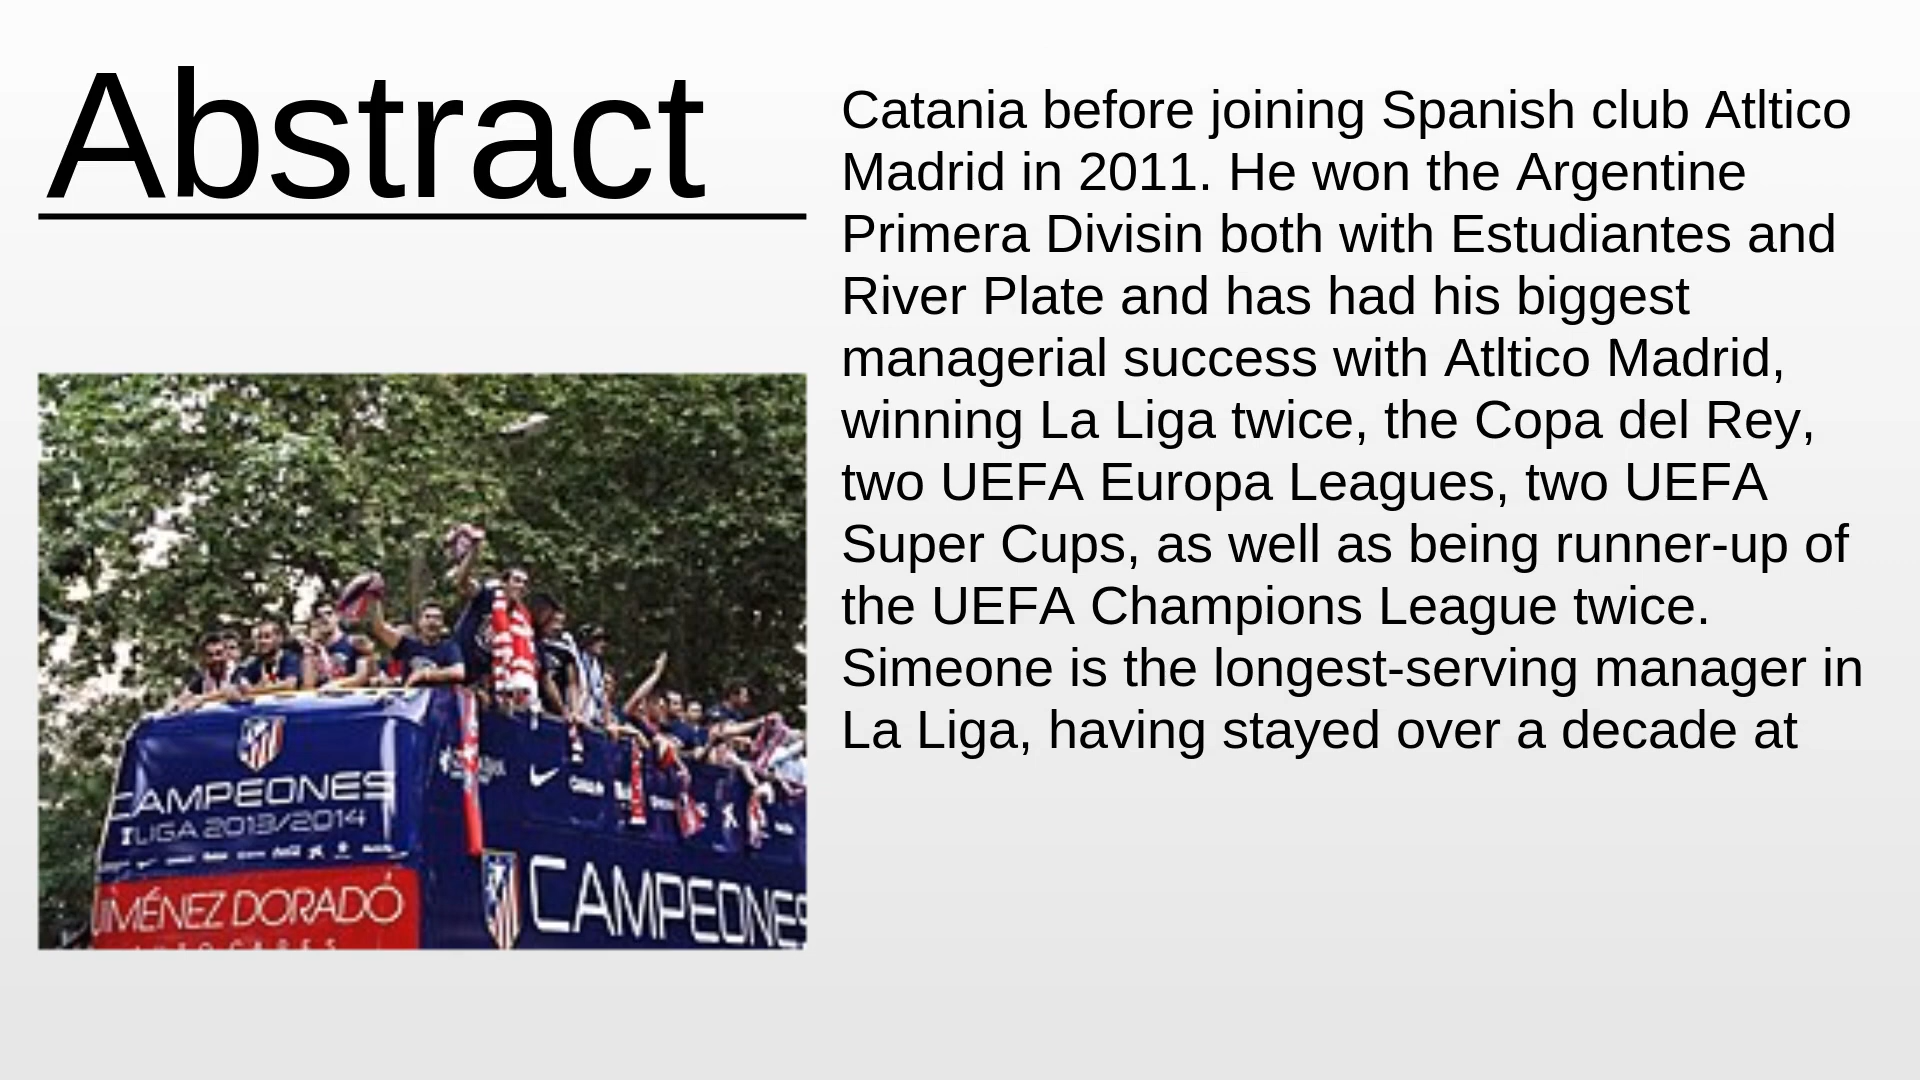 Abstract
Catania before joining Spanish club Atltico
Madrid in 2011. He won the Argentine
Primera Divisin both with Estudiantes and
River Plate and has had his biggest
managerial success with Atltico Madrid,
winning La Liga twice, the Copa del Rey,
two UEFA Europa Leagues, two UEFA
Super Cups, as well as being runner-up of
the UEFA Champions League twice.
Simeone is the longest-serving manager in
La Liga, having stayed over a decade at
CAMPEONES
LIGA 2013/2014
JIMÉNEZ DORADO
CAMPEONES